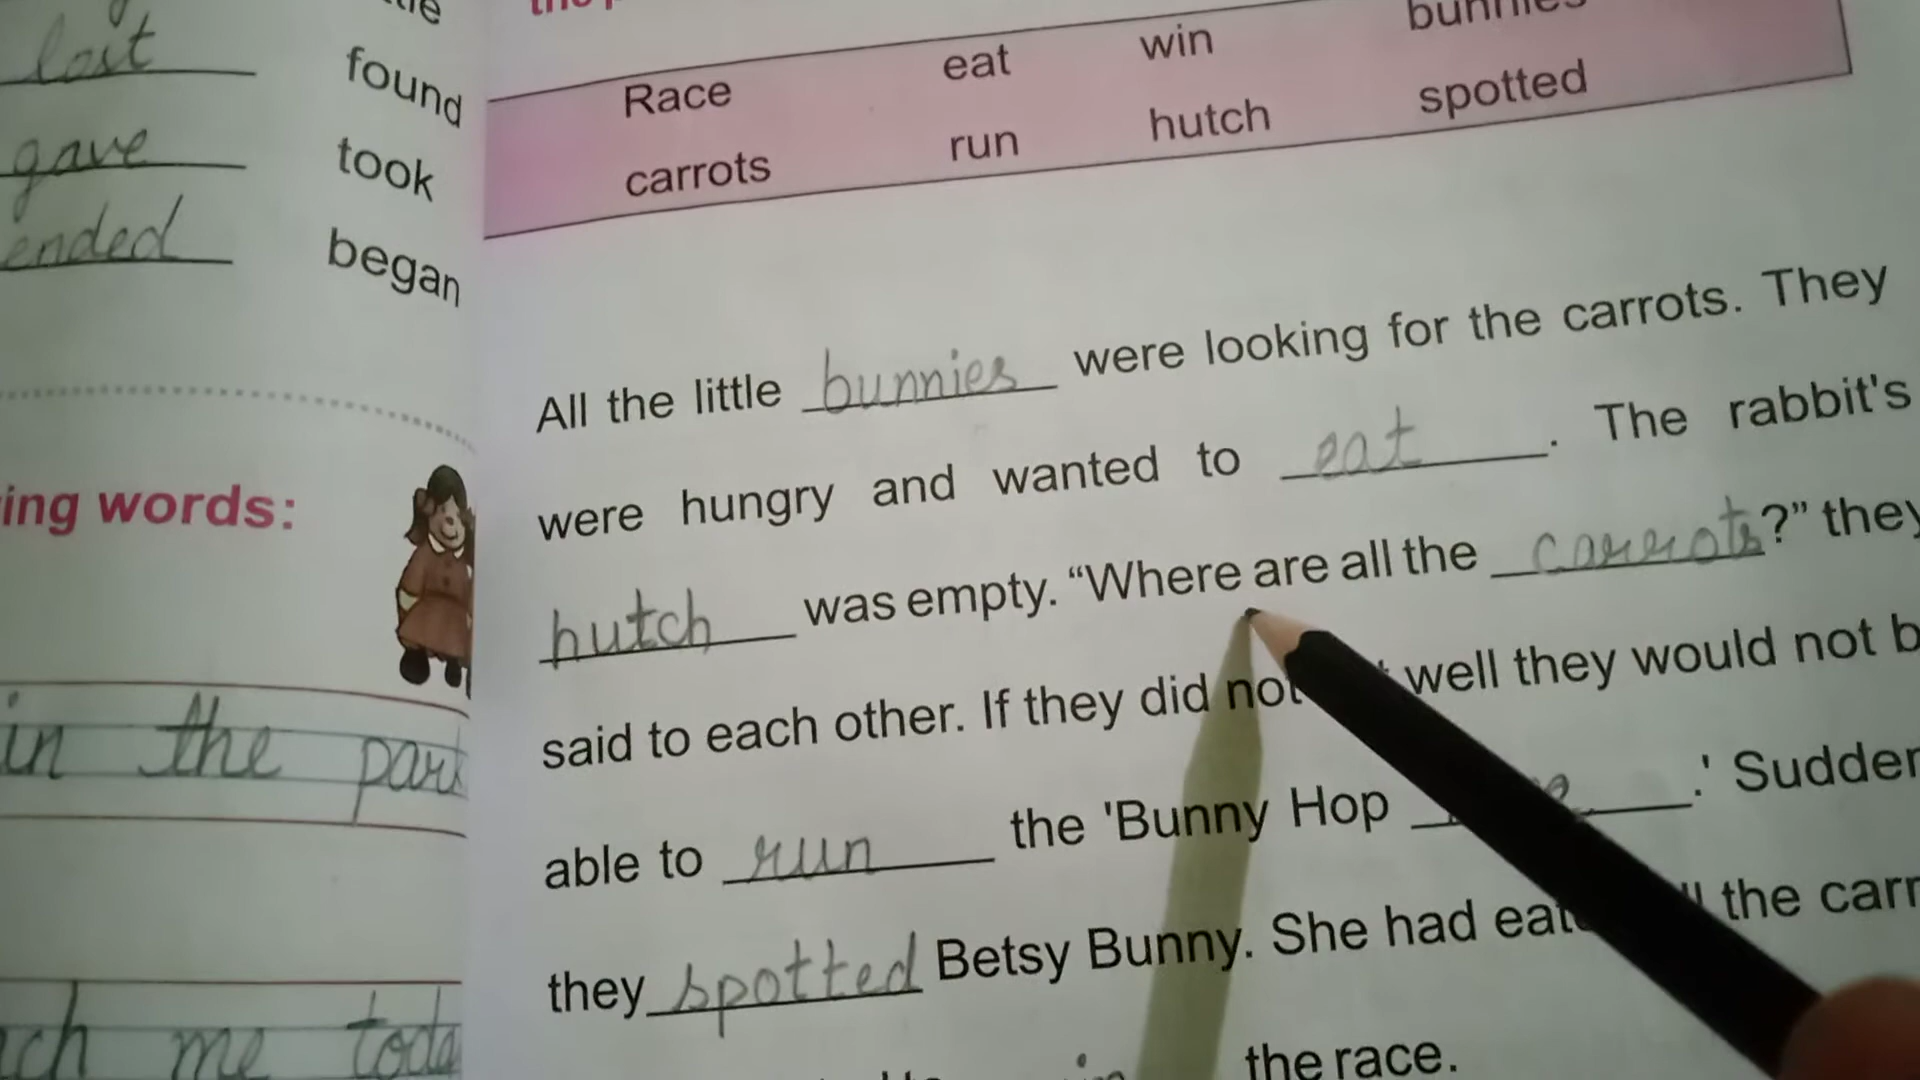 lost found
gave took
ended began
ing words:
in the park
me today
Race eat win bunnies
carrots run hutch spotted
All the little bunnies were looking for the carrots. They
were hungry and wanted to eat. The rabbit's
hutch was empty. “Where are all the carrots?” they
said to each other. If they did not well they would not b
able to run the 'Bunny Hop .' Sudden
they spotted Betsy Bunny. She had the carr
the race.